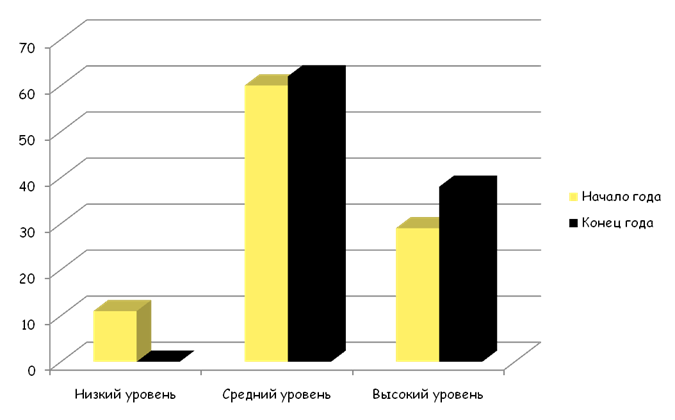 70
60
50
40
30
20
10
0
Низкий уровень
Средний уровень
Высокий уровень
Начало года
Конец года